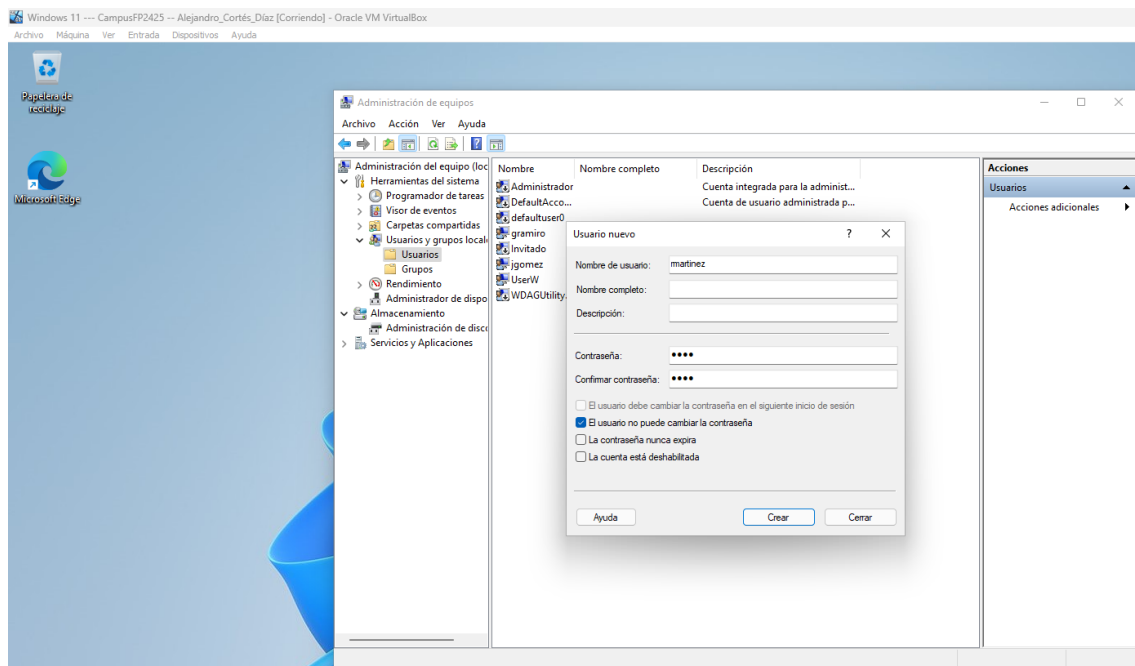 Windows 11 --- CampusFP2425 -- Alejandro_Cortés_Díaz [Corriendo] - Oracle VM VirtualBox
Archivo Máquina Ver Entrada Dispositivos Ayuda
Papelera de
reciclaje
Microsoft Edge
Administración de equipos
Archivo Acción Ver Ayuda
Administración del equipo (loc
Herramientas del sistema
Programador de tareas
Visor de eventos
Carpetas compartidas
Usuarios y grupos local
Usuarios
Grupos
Rendimiento
Administrador de dispo
Almacenamiento
Administración de disco
Servicios y Aplicaciones
Nombre Nombre completo Descripción
Administrador Cuenta integrada para la administ...
DefaultAcco... Cuenta de usuario administrada p...
defaultuser0
gramiro
Invitado
jgomez
UserW
WDAGUtility
Usuario nuevo ?
Nombre de usuario: martinez
Nombre completo:
Descripción:
Contraseña: ••••
Confirmar contraseña: ••••
El usuario debe cambiar la contraseña en el siguiente inicio de sesión
El usuario no puede cambiar la contraseña
La contraseña nunca expira
La cuenta está deshabilitada
Ayuda Crear Cerrar
Acciones
Usuarios
Acciones adicionales